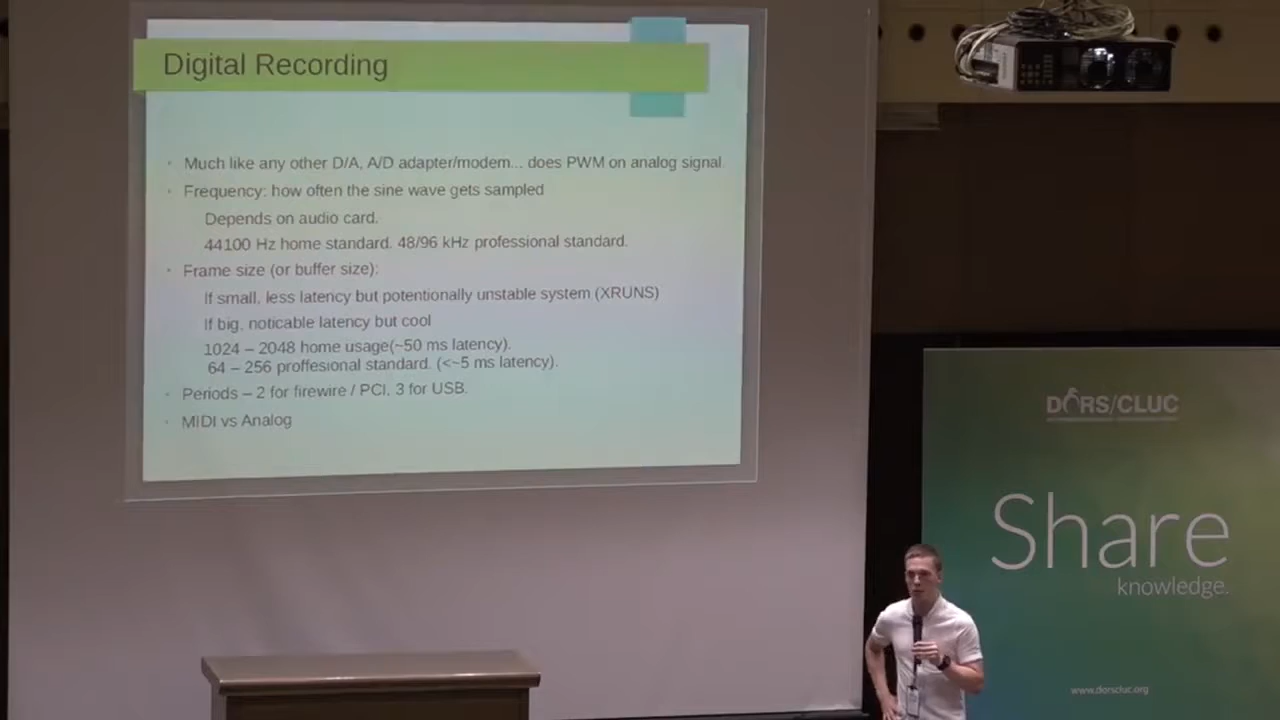 Digital Recording
Much like any other D/A, A/D adapter/modem... does PWM on analog signal
Frequency: how often the sine wave gets sampled
Depends on audio card.
44100 Hz home standard. 48/96 kHz professional standard.
Frame size (or buffer size):
If small, less latency but potentionally unstable system (XRUNS)
If big, noticable latency but cool
1024 – 2048 home usage(~50 ms latency).
64 – 256 proffesional standard. (<~5 ms latency).
Periods – 2 for firewire / PCI, 3 for USB.
MIDI vs Analog
DORS/CLUC
Share
knowledge.
www.dorscluc.org